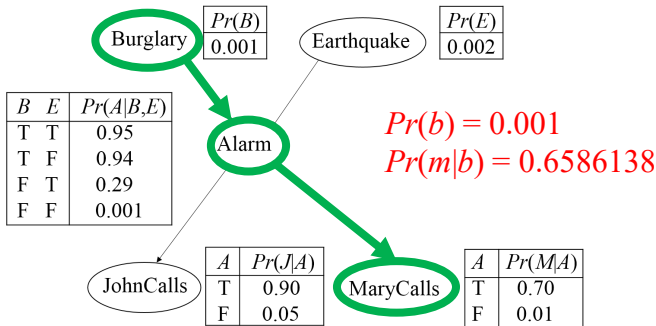 Burglary
Pr(B)
0.001
Earthquake
Pr(E)
0.002
B E Pr(A|B,E)
T T 0.95
T F 0.94
F T 0.29
F F 0.001
Alarm
Pr(b) = 0.001
Pr(m|b) = 0.6586138
JohnCalls
A Pr(J|A)
T 0.90
F 0.05
MaryCalls
A Pr(M|A)
T 0.70
F 0.01